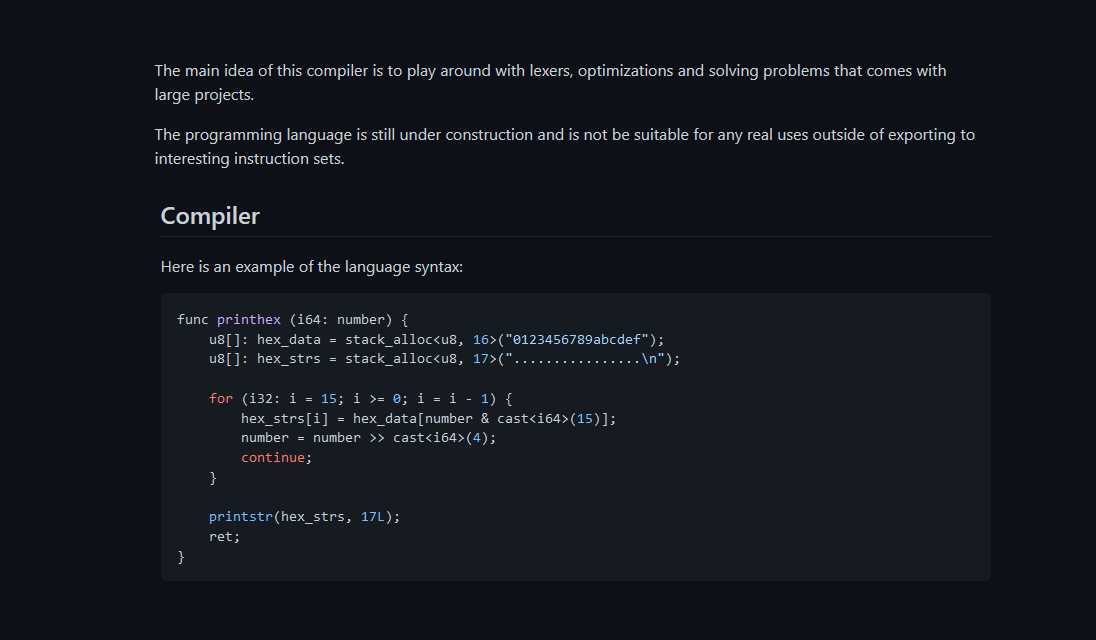 The main idea of this compiler is to play around with lexers, optimizations and solving problems that comes with
large projects.
The programming language is still under construction and is not be suitable for any real uses outside of exporting to
interesting instruction sets.
Compiler
Here is an example of the language syntax:
func printhex (i64: number) {
    u8[]: hex_data = stack_alloc<u8, 16>("0123456789abcdef");
    u8[]: hex_strs = stack_alloc<u8, 17>("................\n");
    for (i32: i = 15; i >= 0; i = i - 1) {
        hex_strs[i] = hex_data[number & cast<i64>(15)];
        number = number >> cast<i64>(4);
        continue;
    }
    printstr(hex_strs, 17L);
    ret;
}